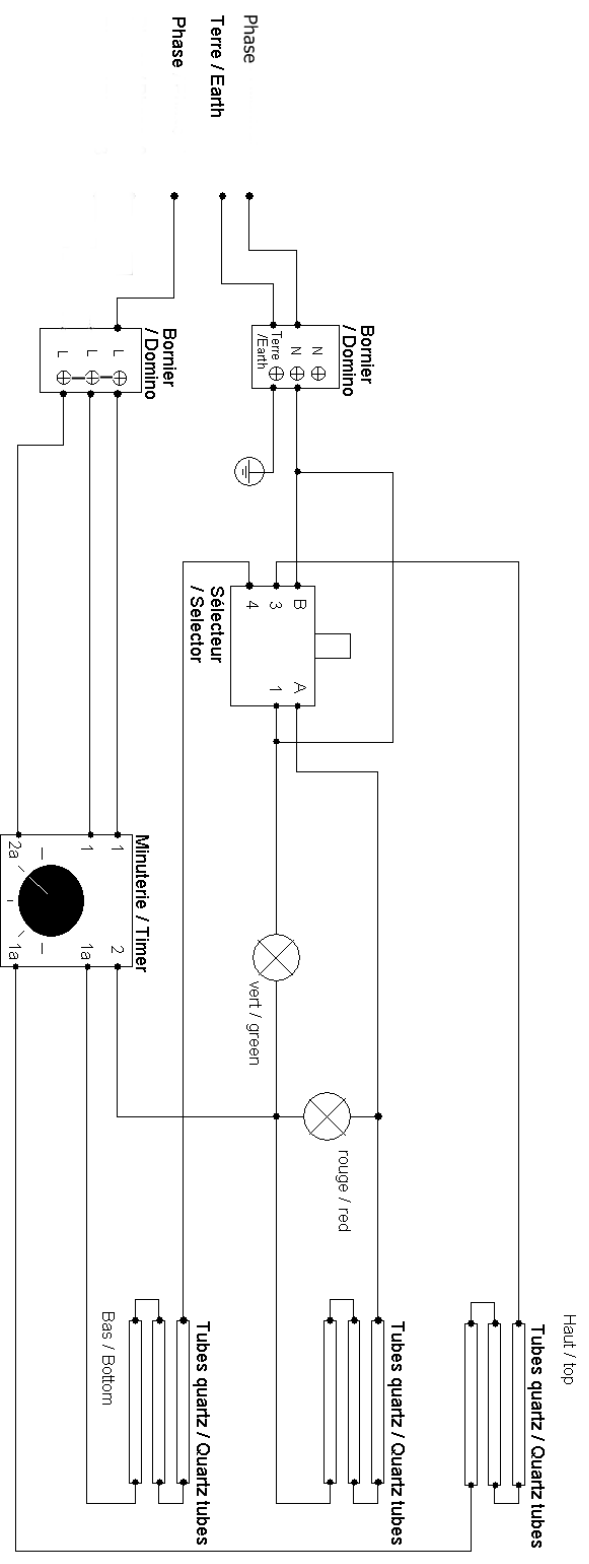 Phase
Terre / Earth
Phase
Bornier
/ Domino
N
N
Terre
/Earth
Bornier
/ Domino
L
L
L
Sélecteur
/ Selector
B
3
4
A
1
Minuterie / Timer
1
1
2a
2
1a
1a
vert / green
rouge / red
Haut / top
Tubes quartz / Quartz tubes
Tubes quartz / Quartz tubes
Tubes quartz / Quartz tubes
Bas / Bottom